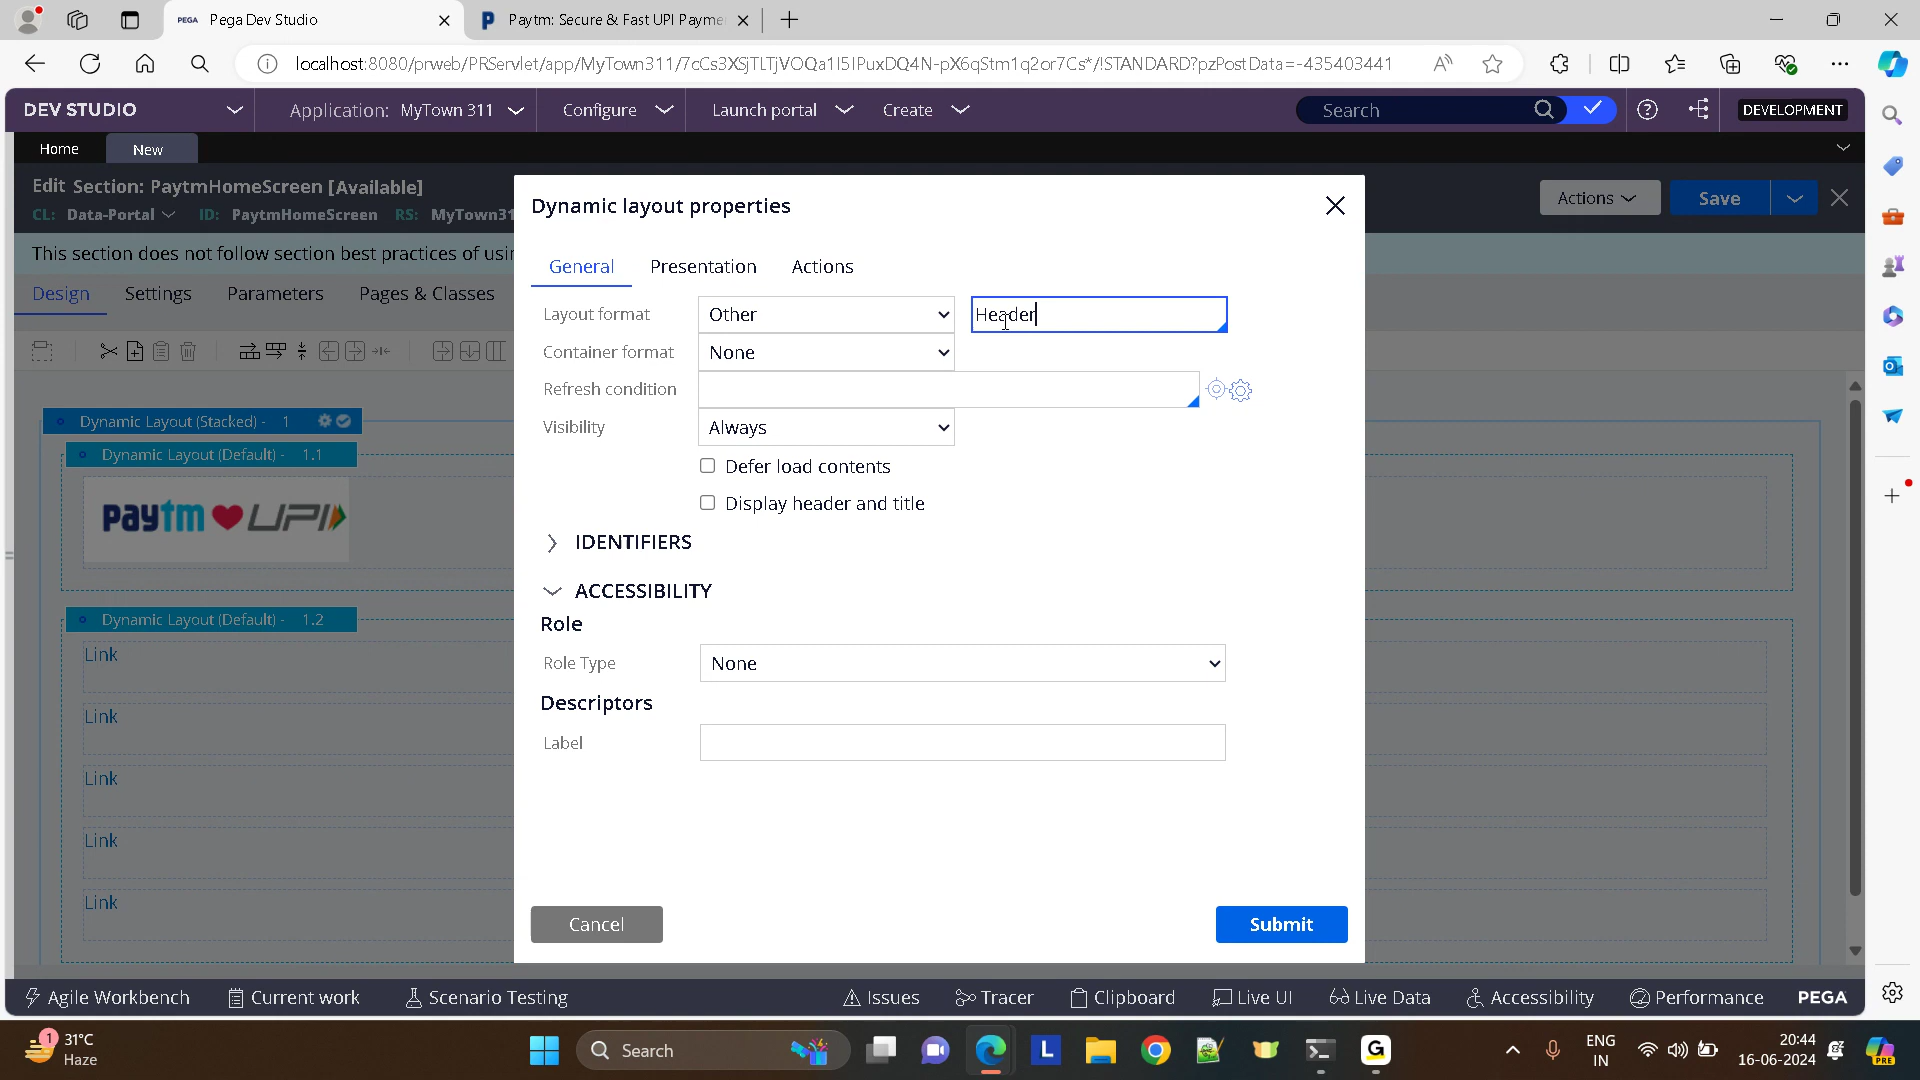 Pega Dev Studio
Paytm: Secure & Fast UPI Payme
localhost:8080/prweb/PRServlet/app/MyTown311/7cCs3XSjTLTjVOQa1I5IPuxDQ4N-pX6qStm1q2or7Cs*/!STANDARD?pzPostData=-435403441
DEV STUDIO
Application: MyTown 311
Configure
Launch portal
Create
Search
DEVELOPMENT
Home
New
Edit Section: PaytmHomeScreen [Available]
CL: Data-Portal ID: PaytmHomeScreen RS: MyTown31
Actions
Save
This section does not follow section best practices of usin
Design
Settings
Parameters
Pages & Classes
Dynamic Layout (Stacked) - 1
Dynamic Layout (Default) - 1.1
paytm UPI
Dynamic Layout (Default) - 1.2
Link
Link
Link
Link
Link
Dynamic layout properties
General
Presentation
Actions
Layout format
Other
Header
Container format
None
Refresh condition
Visibility
Always
Defer load contents
Display header and title
IDENTIFIERS
ACCESSIBILITY
Role
Role Type
None
Descriptors
Label
Cancel
Submit
Agile Workbench
Current work
Scenario Testing
Issues
Tracer
Clipboard
Live UI
Live Data
Accessibility
Performance
PEGA
1
31°C
Haze
Search
ENG
IN
20:44
16-06-2024